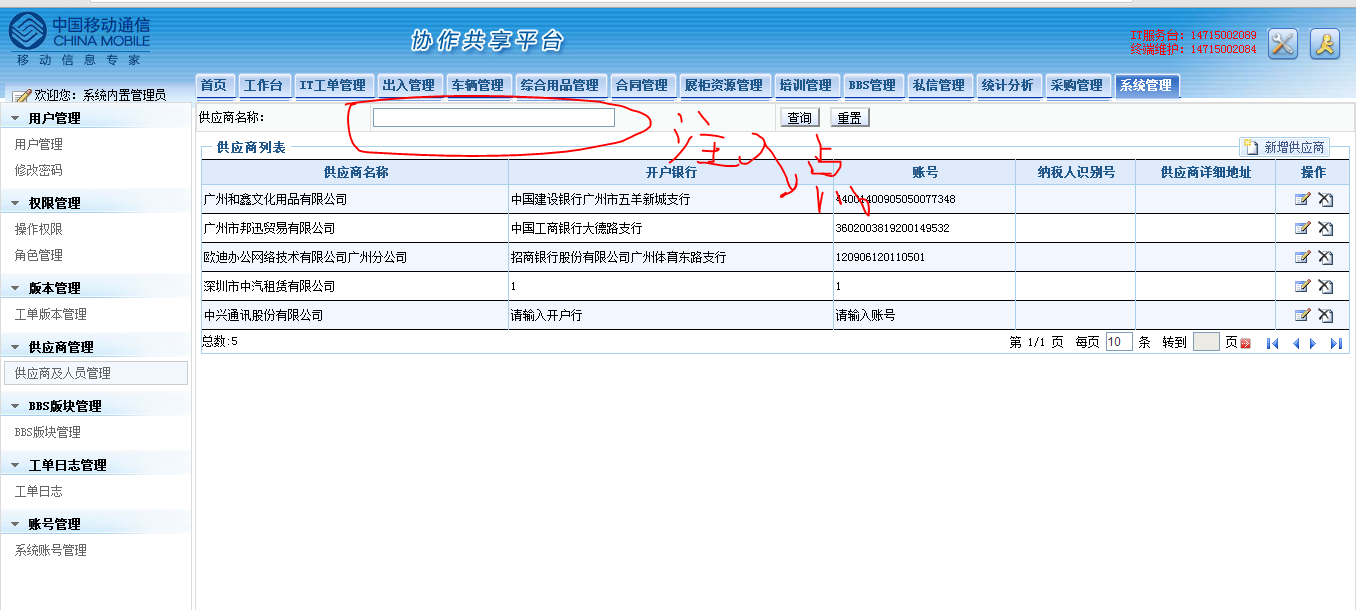 中国移动通信
CHINA MOBILE
移动信息专家
协作共享平台
IT服务台: 14715002089
终端维护: 14715002084
欢迎您: 系统内置管理员
首页 工作台 IT工单管理 出入管理 车辆管理 综合用品管理 合同管理 展柜资源管理 培训管理 BBS管理 私信管理 统计分析 采购管理 系统管理
用户管理
用户管理
修改密码
权限管理
操作权限
角色管理
版本管理
工单版本管理
供应商管理
供应商及人员管理
BBS版块管理
BBS版块管理
工单日志管理
工单日志
账号管理
系统账号管理
供应商名称: 查询 重置
注入点
供应商列表 新增供应商
供应商名称 开户银行 账号 纳税人识别号 供应商详细地址 操作
广州和鑫文化用品有限公司 中国建设银行广州市五羊新城支行 44001400905050077348
广州市邦迅贸易有限公司 中国工商银行大德路支行 3602003819200149532
欧迪办公网络技术有限公司广州分公司 招商银行股份有限公司广州体育东路支行 120906120110501
深圳市中汽租赁有限公司 1 1
中兴通讯股份有限公司 请输入开户行 请输入账号
总数:5 第 1/1 页 每页 10 条 转到 页